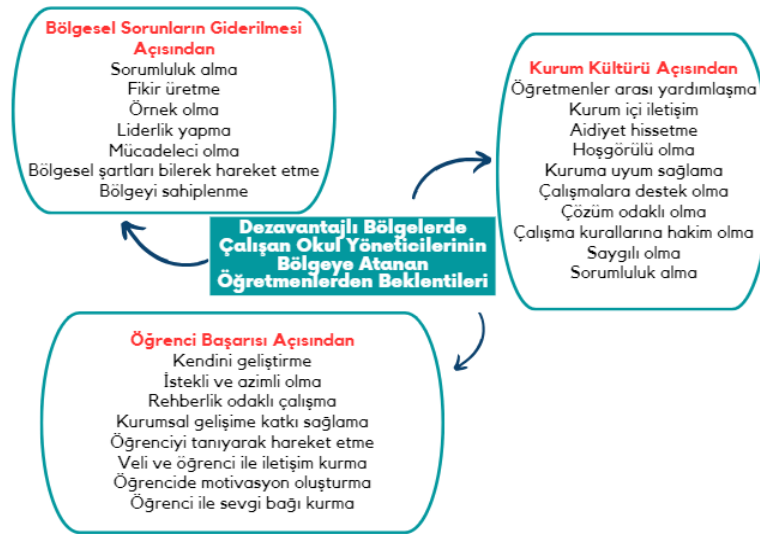 Bölgesel Sorunların Giderilmesi
Açısından
Sorumluluk alma
Fikir üretme
Örnek olma
Liderlik yapma
Mücadeleci olma
Bölgesel şartları bilerek hareket etme
Bölgeyi sahiplenme
Kurum Kültürü Açısından
Öğretmenler arası yardımlaşma
Kurum içi iletişim
Aidiyet hissetme
Hoşgörülü olma
Kuruma uyum sağlama
Çalışmalara destek olma
Çözüm odaklı olma
Çalışma kurallarına hakim olma
Saygılı olma
Sorumluluk alma
Dezavantajlı Bölgelerde
Çalışan Okul Yöneticilerinin
Bölgeye Atanan
Öğretmenlerden Beklentileri
Öğrenci Başarısı Açısından
Kendini geliştirme
İstekli ve azimli olma
Rehberlik odaklı çalışma
Kurumsal gelişime katkı sağlama
Öğrenciyi tanıyarak hareket etme
Veli ve öğrenci ile iletişim kurma
Öğrencide motivasyon oluşturma
Öğrenci ile sevgi bağı kurma